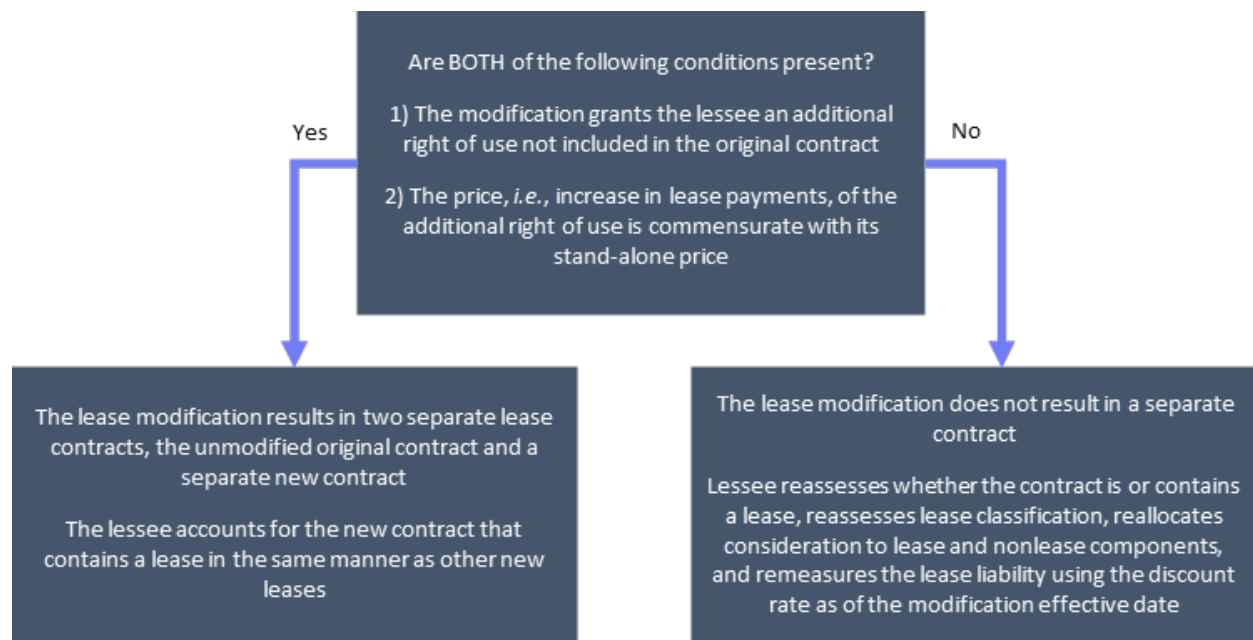 Are BOTH of the following conditions present?
1) The modification grants the lessee an additional
right of use not included in the original contract
2) The price, i.e., increase in lease payments, of the
additional right of use is commensurate with its
stand-alone price
Yes
No
The lease modification results in two separate lease
contracts, the unmodified original contract and a
separate new contract
The lessee accounts for the new contract that
contains a lease in the same manner as other new
leases
The lease modification does not result in a separate
contract
Lessee reassesses whether the contract is or contains
a lease, reassesses lease classification, reallocates
consideration to lease and nonlease components,
and remeasures the lease liability using the discount
rate as of the modification effective date